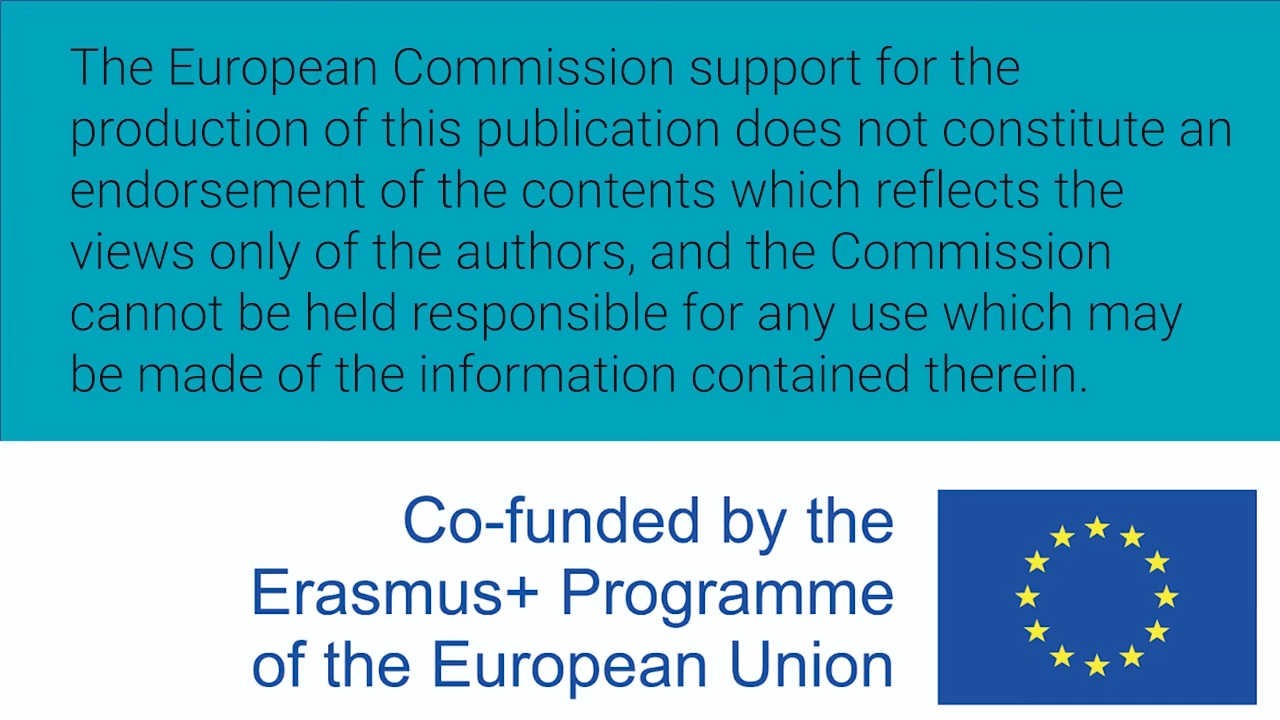 The European Commission support for the
production of this publication does not constitute an
endorsement of the contents which reflects the
views only of the authors, and the Commission
cannot be held responsible for any use which may
be made of the information contained therein.
Co-funded by the
Erasmus+ Programme
of the European Union